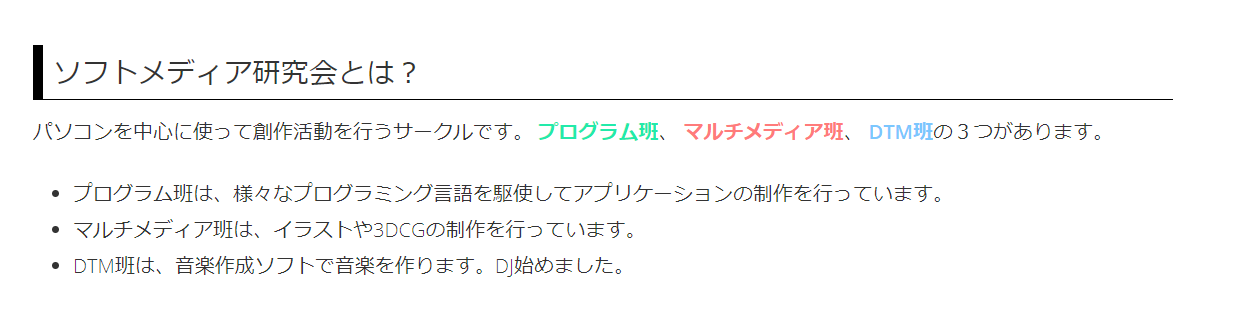 ソフトメディア研究会とは？
パソコンを中心に使って創作活動を行うサークルです。 プログラム班、 マルチメディア班、 DTM班の３つがあります。
• プログラム班は、様々なプログラミング言語を駆使してアプリケーションの制作を行っています。
• マルチメディア班は、イラストや3DCGの制作を行っています。
• DTM班は、音楽作成ソフトで音楽を作ります。DJ始めました。